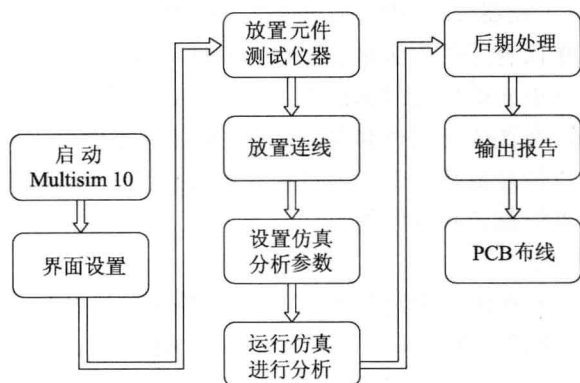 启动
Multisim 10
界面设置
放置元件
测试仪器
放置连线
设置仿真
分析参数
运行仿真
进行分析
后期处理
输出报告
PCB布线